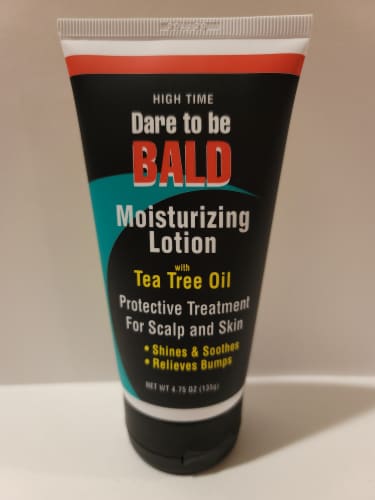 HIGH TIME
Dare to be
BALD
Moisturizing
Lotion
with
Tea Tree Oil
Protective Treatment
For Scalp and Skin
• Shines & Soothes
• Relieves Bumps
NET WT 4.75 OZ (135g)